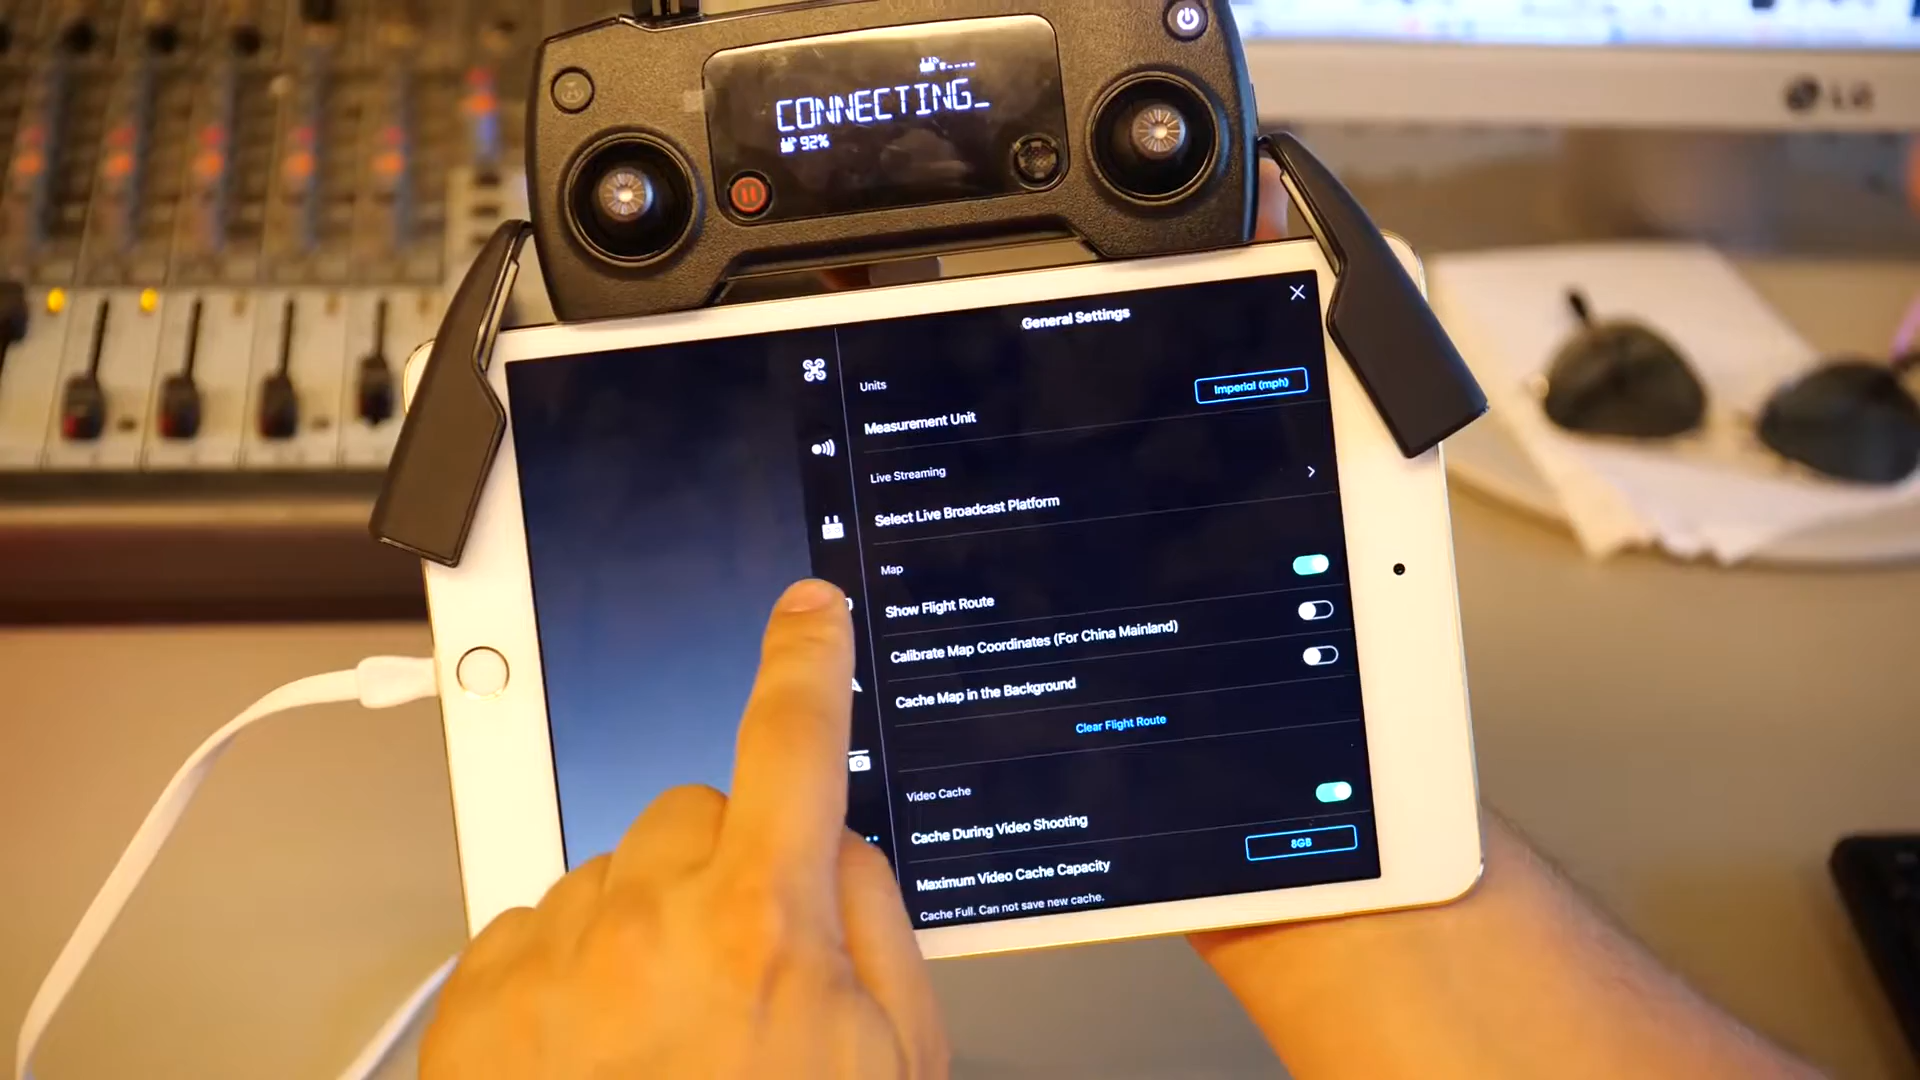 LG
CONNECTING_
92%
General Settings
Units
Imperial (mph)
Measurement Unit
Live Streaming
Select Live Broadcast Platform
Map
Show Flight Route
Calibrate Map Coordinates (For China Mainland)
Cache Map in the Background
Clear Flight Route
Video Cache
Cache During Video Shooting
8GB
Maximum Video Cache Capacity
Cache Full. Can not save new cache.